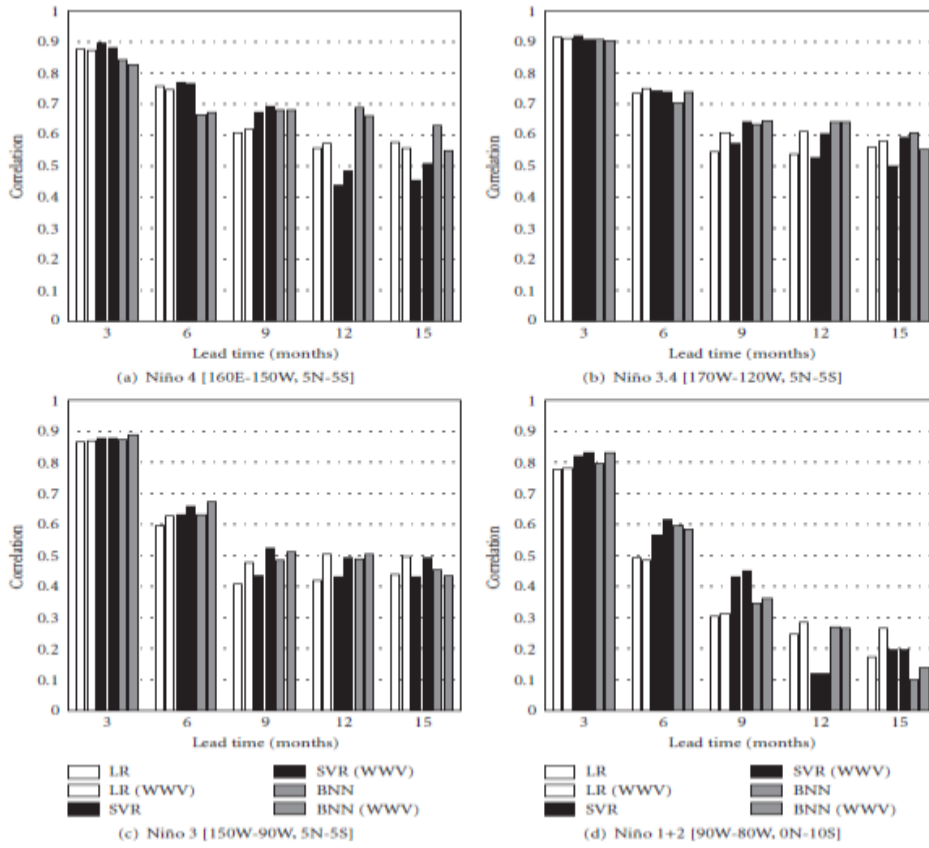 1
0.9
0.8
0.7
0.6
0.5
0.4
0.3
0.2
0.1
0
Correlation
3 6 9 12 15
Lead time (months)
(a) Niño 4 [160E-150W, 5N-5S]
1
0.9
0.8
0.7
0.6
0.5
0.4
0.3
0.2
0.1
0
Correlation
3 6 9 12 15
Lead time (months)
(b) Niño 3.4 [170W-120W, 5N-5S]
1
0.9
0.8
0.7
0.6
0.5
0.4
0.3
0.2
0.1
0
Correlation
3 6 9 12 15
Lead time (months)
LR
LR (WWV)
SVR
SVR (WWV)
BNN
BNN (WWV)
(c) Niño 3 [150W-90W, 5N-5S]
1
0.9
0.8
0.7
0.6
0.5
0.4
0.3
0.2
0.1
0
Correlation
3 6 9 12 15
Lead time (months)
LR
LR (WWV)
SVR
SVR (WWV)
BNN
BNN (WWV)
(d) Niño 1+2 [90W-80W, 0N-10S]